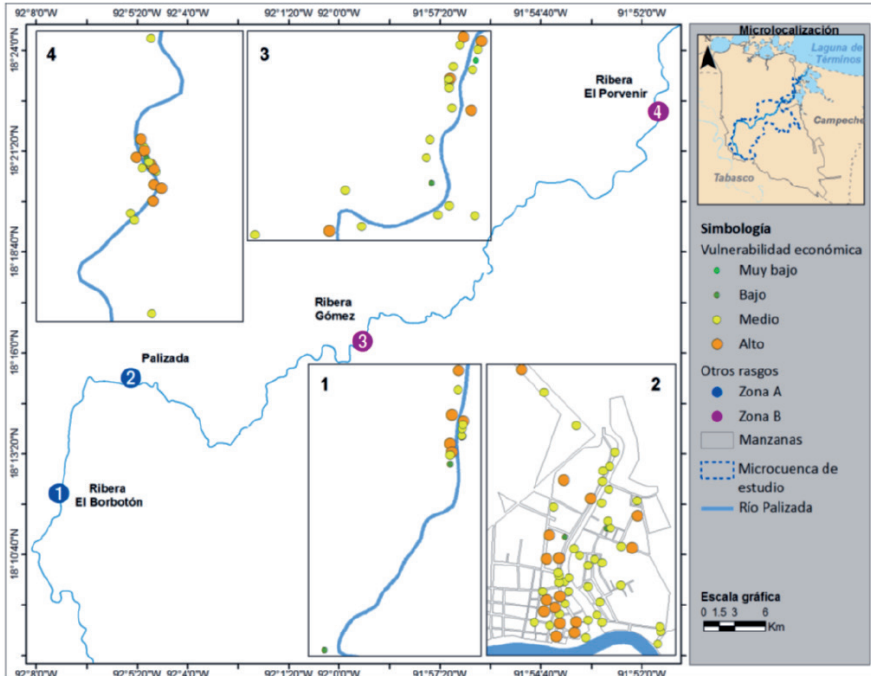 92°8'0"W 92°5'20"W 92°4'0"W 92°1'20"W 92°0'0"W 91°57'20"W 91°54'40"W 91°52'0"W
18°24'0"N
18°21'20"N
18°18'40"N
18°16'0"N
18°13'20"N
18°10'40"N
4
3
Ribera
El Porvenir
4
Ribera
Gómez
3
Palizada
2
1
Ribera
El Borbotón
1
2
92°8'0"W 92°5'20"W 92°4'0"W 92°1'20"W 92°0'0"W 91°57'20"W 91°54'40"W 91°52'0"W
Microlocalización
Laguna de
Términos
Campeche
Tabasco
Simbología
Vulnerabilidad económica
Muy bajo
Bajo
Medio
Alto
Otros rasgos
Zona A
Zona B
Manzanas
Microcuenca de
estudio
Río Palizada
Escala gráfica
0 1.5 3 6
Km